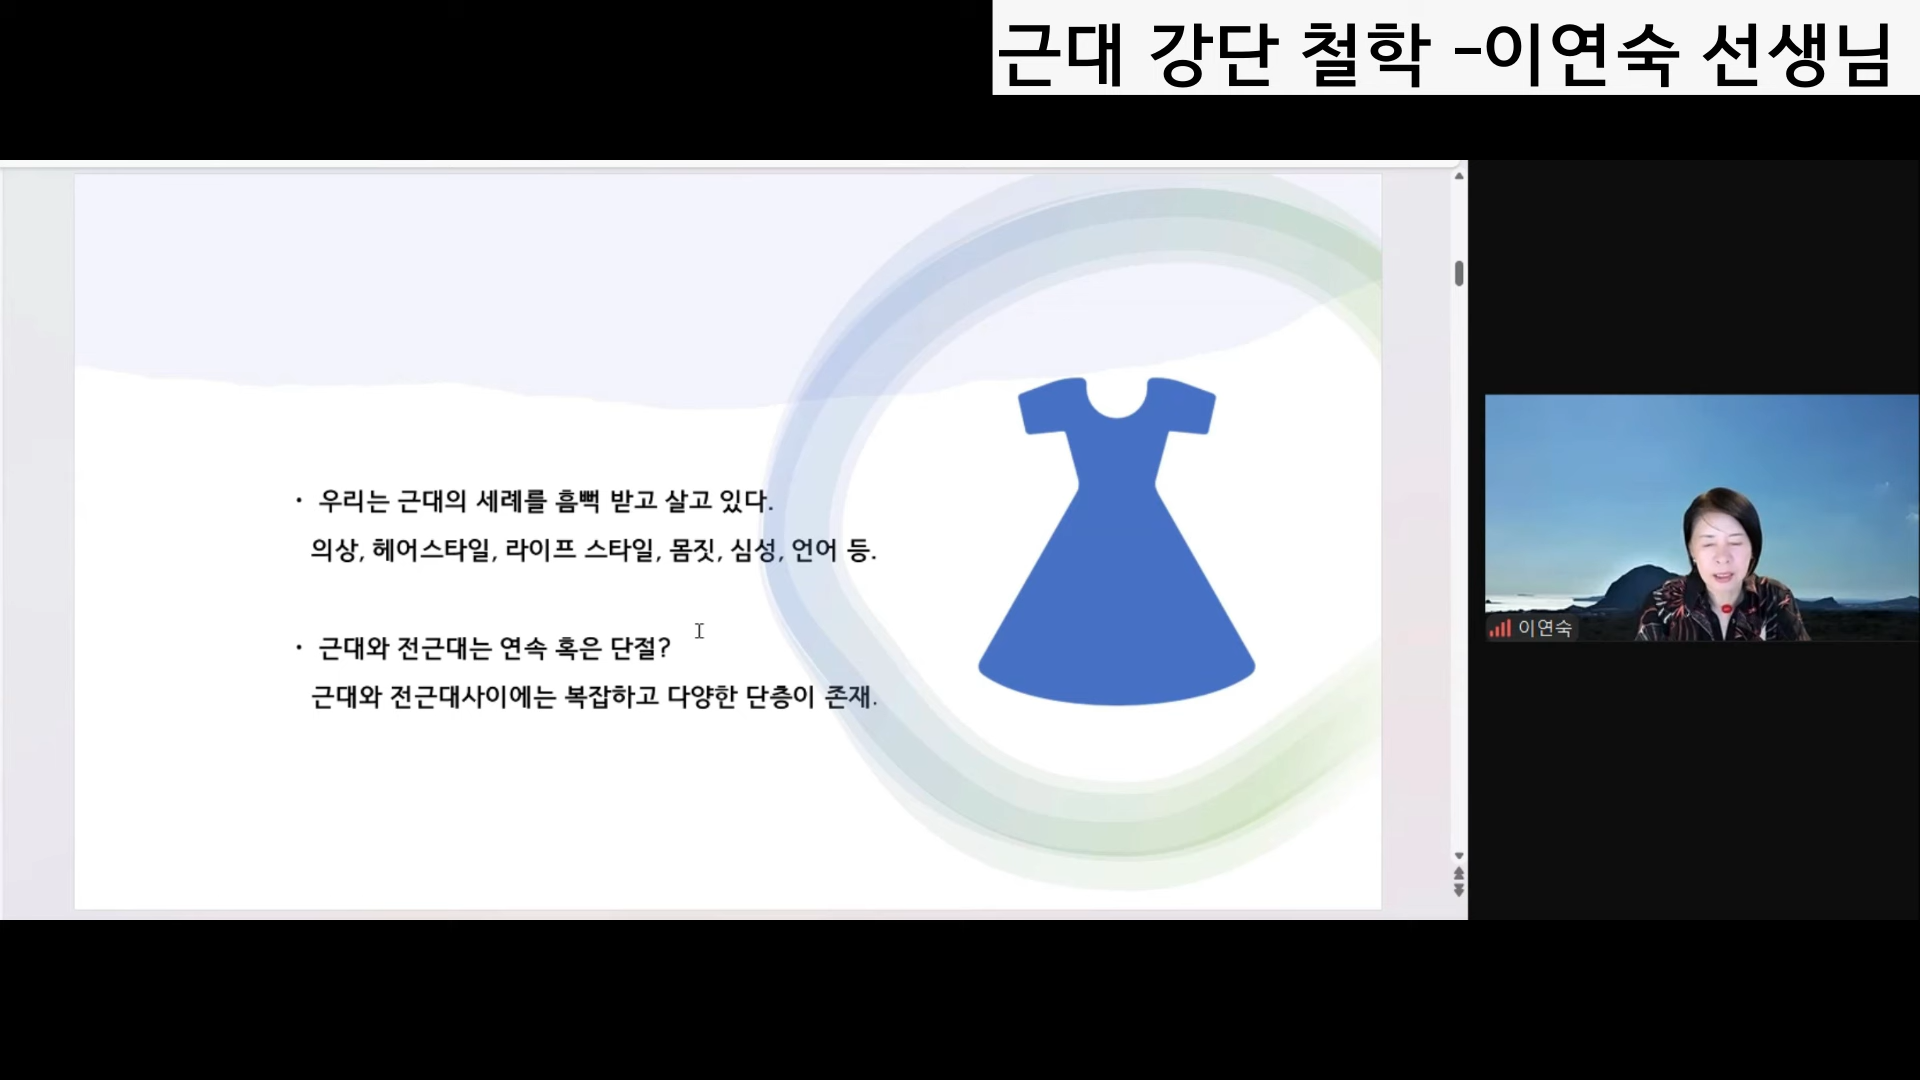 근대 강단 철학 -이연숙 선생님
• 우리는 근대의 세례를 흠뻑 받고 살고 있다.
의상, 헤어스타일, 라이프 스타일, 몸짓, 심성, 언어 등.
• 근대와 전근대는 연속 혹은 단절?
근대와 전근대사이에는 복잡하고 다양한 단층이 존재.
이연숙